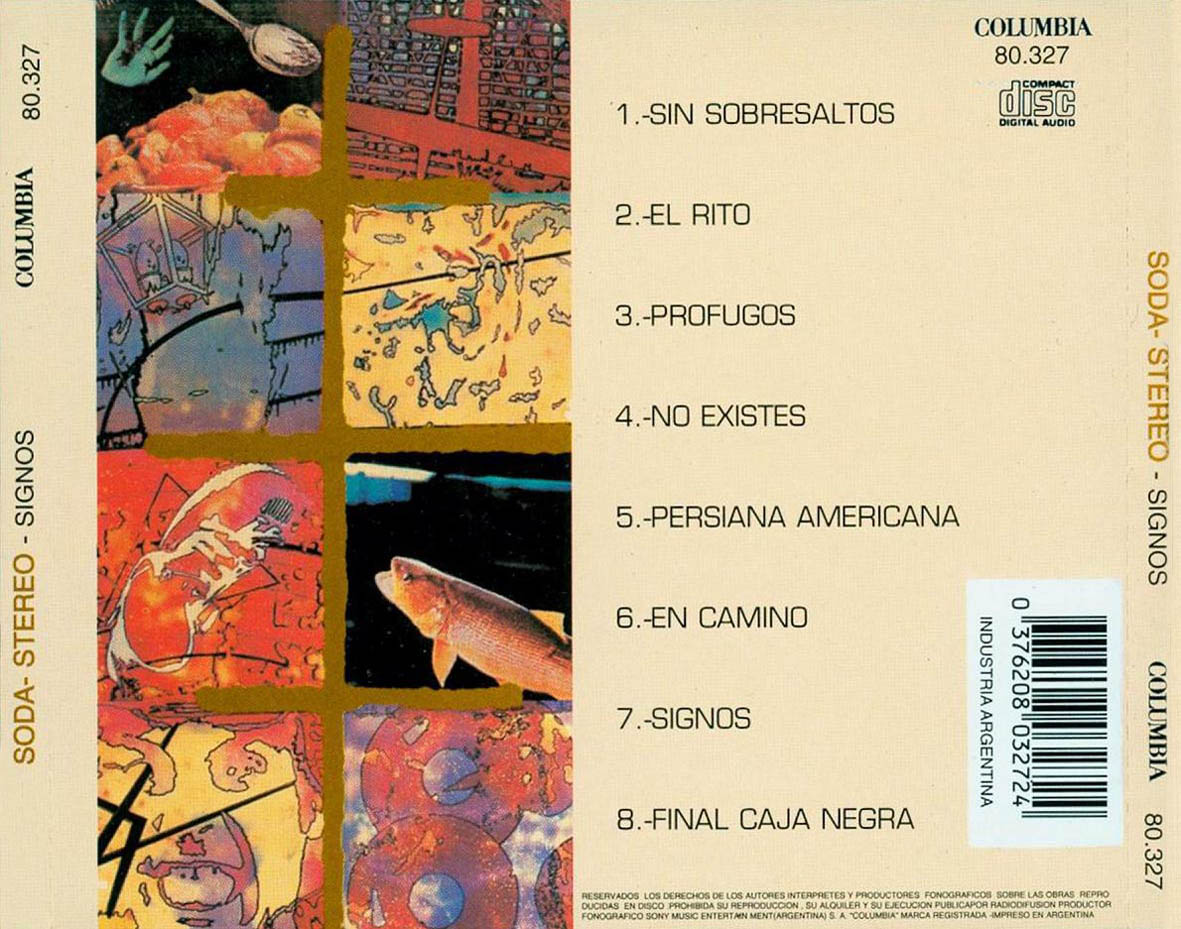 80.327
COLUMBIA
SODA- STEREO - SIGNOS
COLUMBIA
80.327
COMPACT
disc
DIGITAL AUDIO
1.-SIN SOBRESALTOS
2.-EL RITO
3.-PROFUGOS
4.-NO EXISTES
5.-PERSIANA AMERICANA
6.-EN CAMINO
7.-SIGNOS
8.-FINAL CAJA NEGRA
0 376208 032724
INDUSTRIA ARGENTINA
RESERVADOS LOS DERECHOS DE LOS AUTORES INTERPRETES Y PRODUCTORES FONOGRAFICOS SOBRE LAS OBRAS REPRO
DUCIDAS EN DISCO PROHIBIDA SU REPRODUCCION, SU ALQUILER Y SU EJECUCION PUBLICAPOR RADIODIFUSION PRODUCTOR
FONOGRAFICO SONY MUSIC ENTERTAIN MENT(ARGENTINA) S. A. "COLUMBIA" MARCA REGISTRADA -IMPRESO EN ARGENTINA
SODA- STEREO - SIGNOS
COLUMBIA
80.327